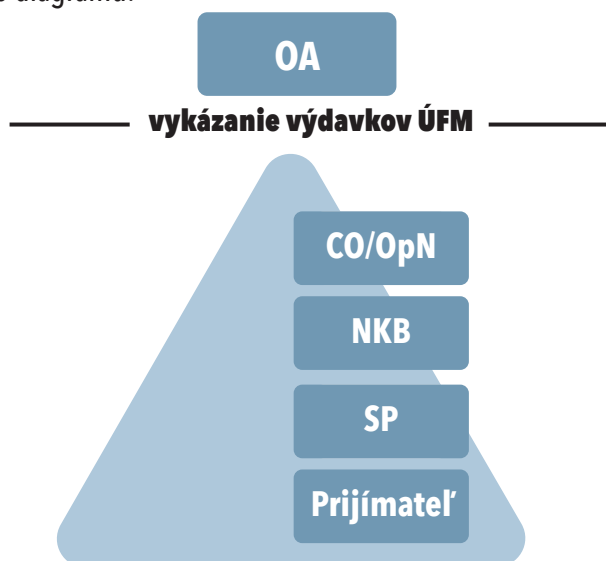 OA
vykázanie výdavkov ÚFM
CO/OpN
NKB
SP
Prijímateľ